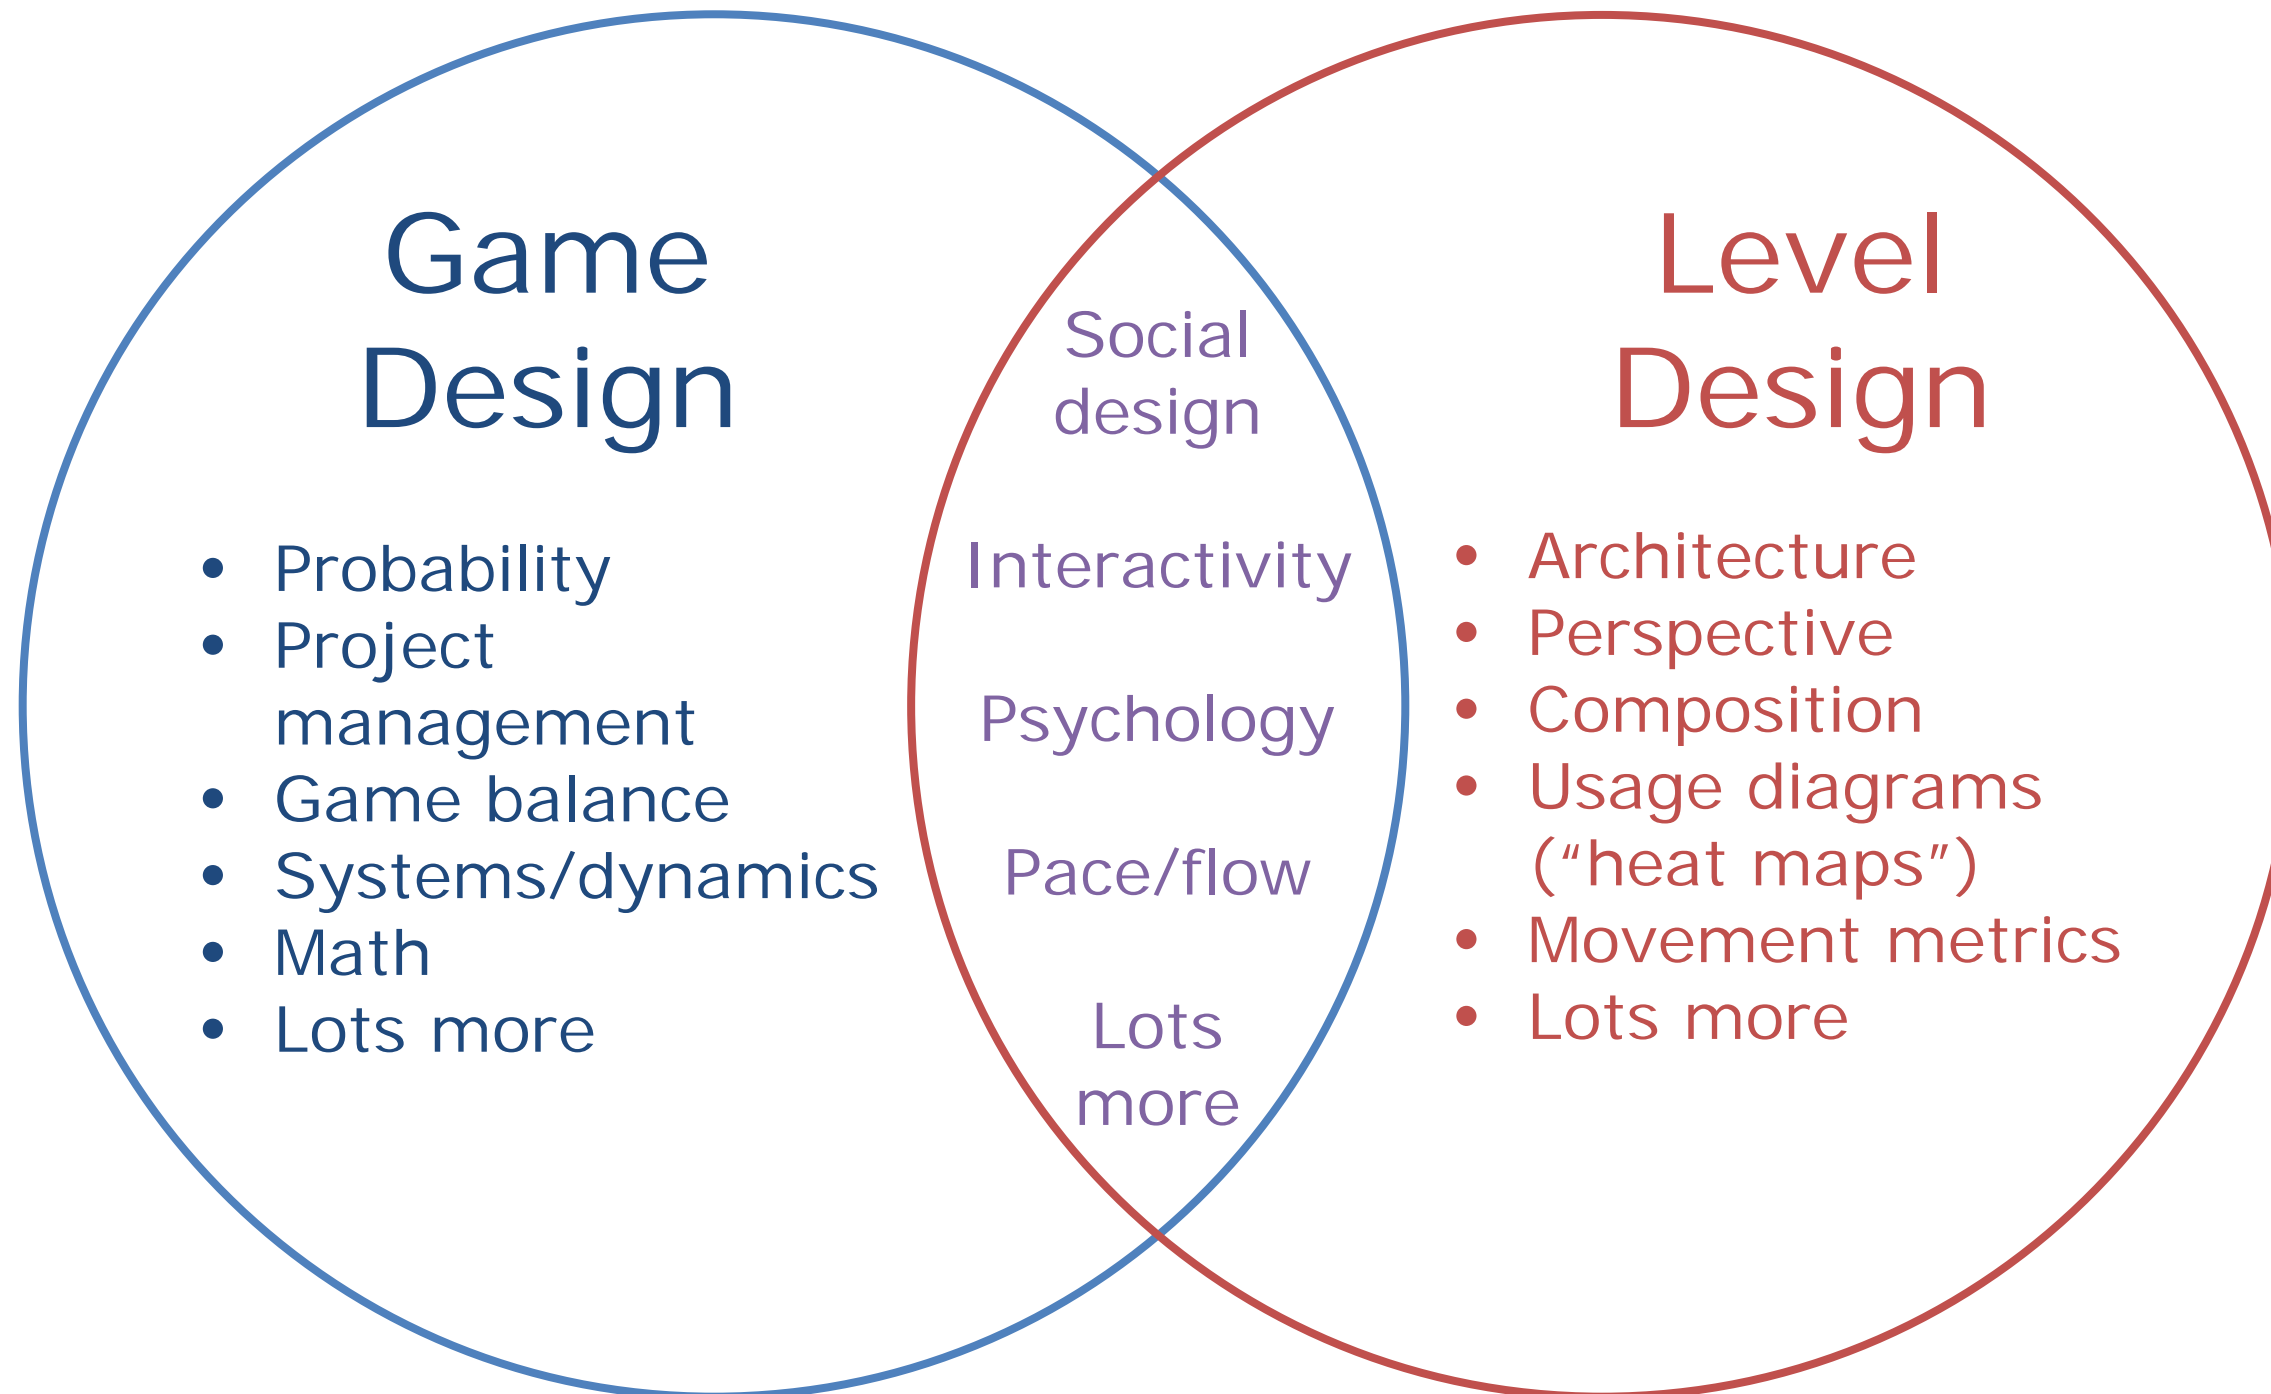 Game
Design
• Probability
• Project
management
• Game balance
• Systems/dynamics
• Math
• Lots more
Social
design
Interactivity
Psychology
Pace/flow
Lots
more
Level
Design
• Architecture
• Perspective
• Composition
• Usage diagrams
(“heat maps”)
• Movement metrics
• Lots more